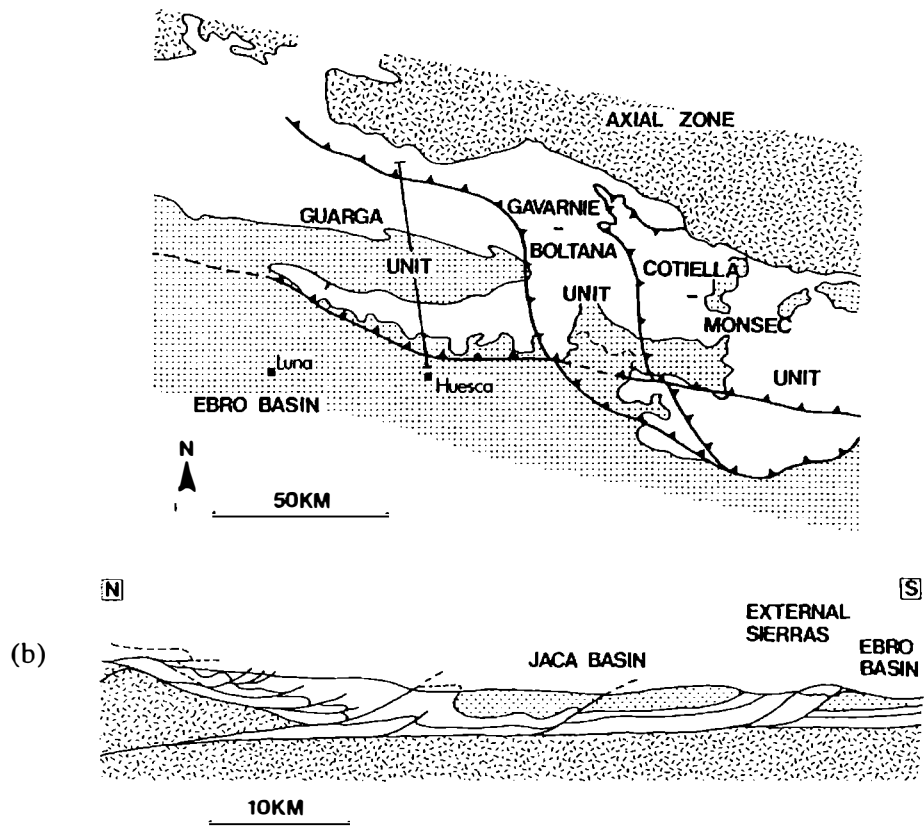 AXIAL ZONE
GUARGA
GAVARNIE
BOLTANA
COTIELLA
UNIT
UNIT
MONSEC
UNIT
Luna
Huesca
EBRO BASIN
N
50KM
N
S
(b)
EXTERNAL
SIERRAS
JACA BASIN
EBRO
BASIN
10KM